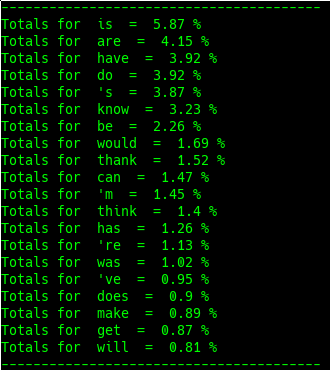 ----------------------------------------
Totals for  is  =  5.87 %
Totals for  are  =  4.15 %
Totals for  have  =  3.92 %
Totals for  do  =  3.92 %
Totals for  's  =  3.87 %
Totals for  know  =  3.23 %
Totals for  be  =  2.26 %
Totals for  would  =  1.69 %
Totals for  thank  =  1.52 %
Totals for  can  =  1.47 %
Totals for  'm  =  1.45 %
Totals for  think  =  1.4 %
Totals for  has  =  1.26 %
Totals for  're  =  1.13 %
Totals for  was  =  1.02 %
Totals for  've  =  0.95 %
Totals for  does  =  0.9 %
Totals for  make  =  0.89 %
Totals for  get  =  0.87 %
Totals for  will  =  0.81 %
----------------------------------------